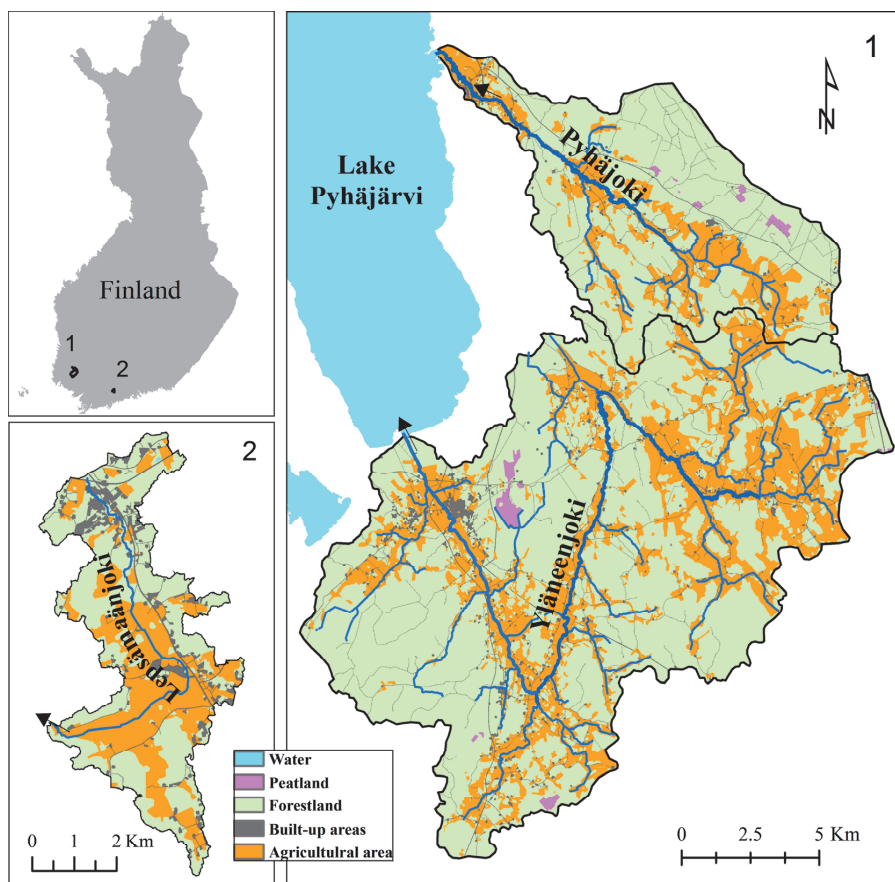 Finland
1
2
1
N
Lake
Pyhäjärvi
Pyhäjoki
Yläneenjoki
2
Lepsämäänjoki
Water
Peatland
Forestland
Built-up areas
Agricultulral area
0 1 2 Km
0 2.5 5 Km